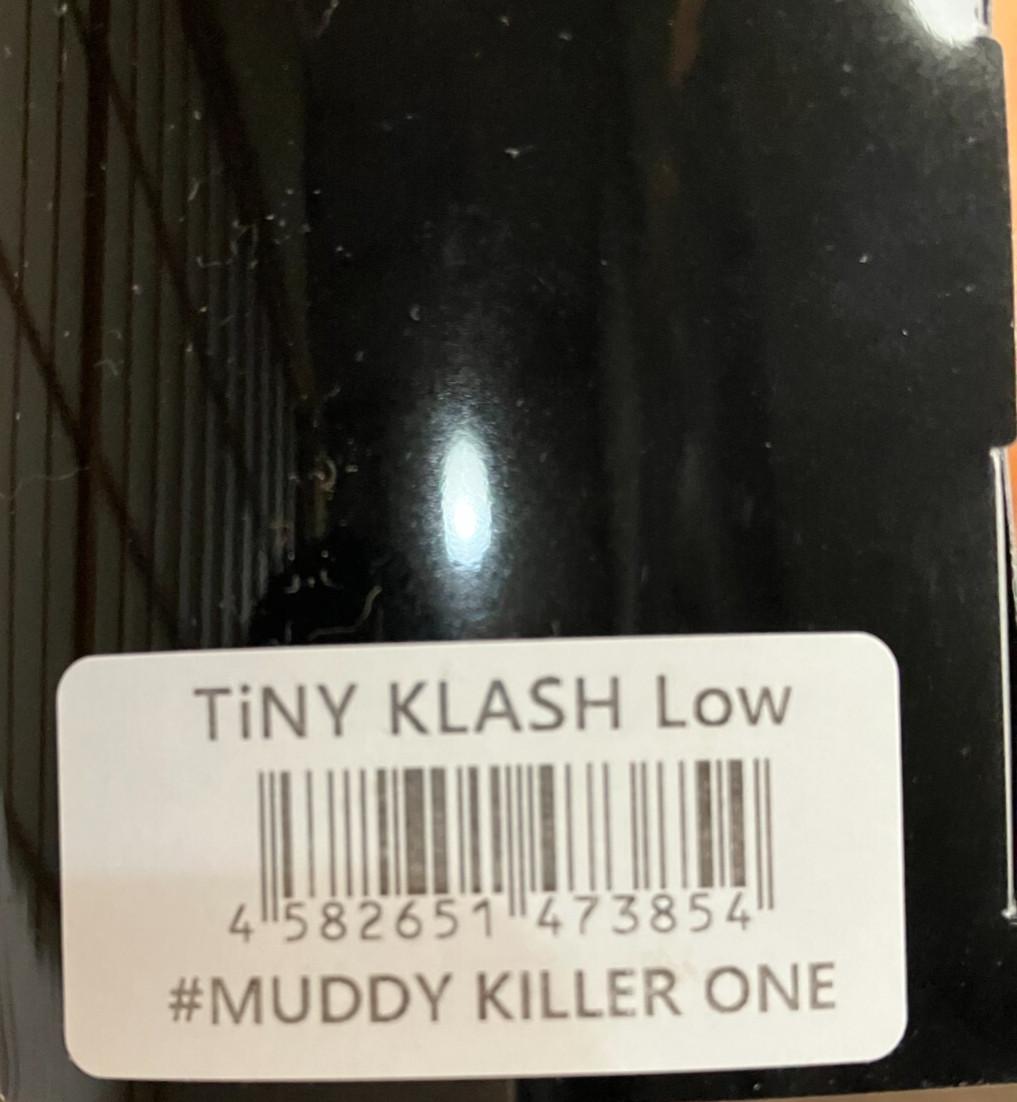 TiNY KLASH Low
4 582651 473854
#MUDDY KILLER ONE